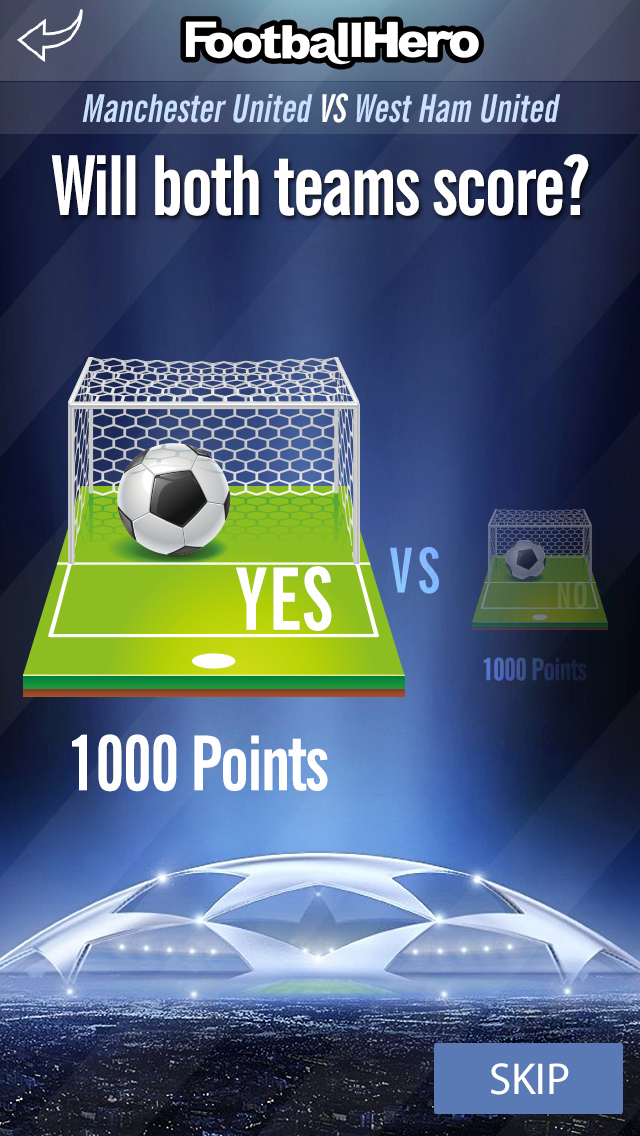 FootballHero
Manchester United VS West Ham United
Will both teams score?
YES
VS
NO
1000 Points
1000 Points
SKIP